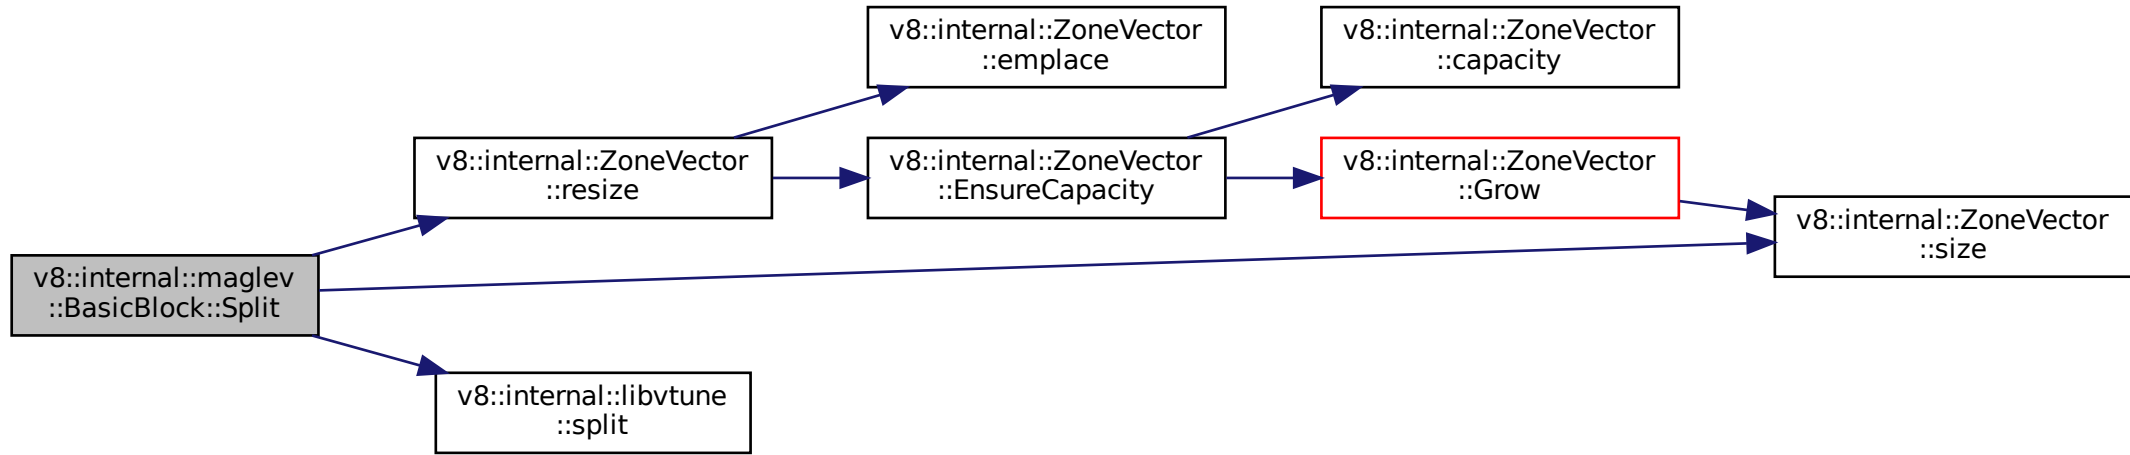 v8::internal::maglev
::BasicBlock::Split
v8::internal::ZoneVector
::resize
v8::internal::ZoneVector
::emplace
v8::internal::ZoneVector
::EnsureCapacity
v8::internal::ZoneVector
::capacity
v8::internal::ZoneVector
::Grow
v8::internal::ZoneVector
::size
v8::internal::libvtune
::split